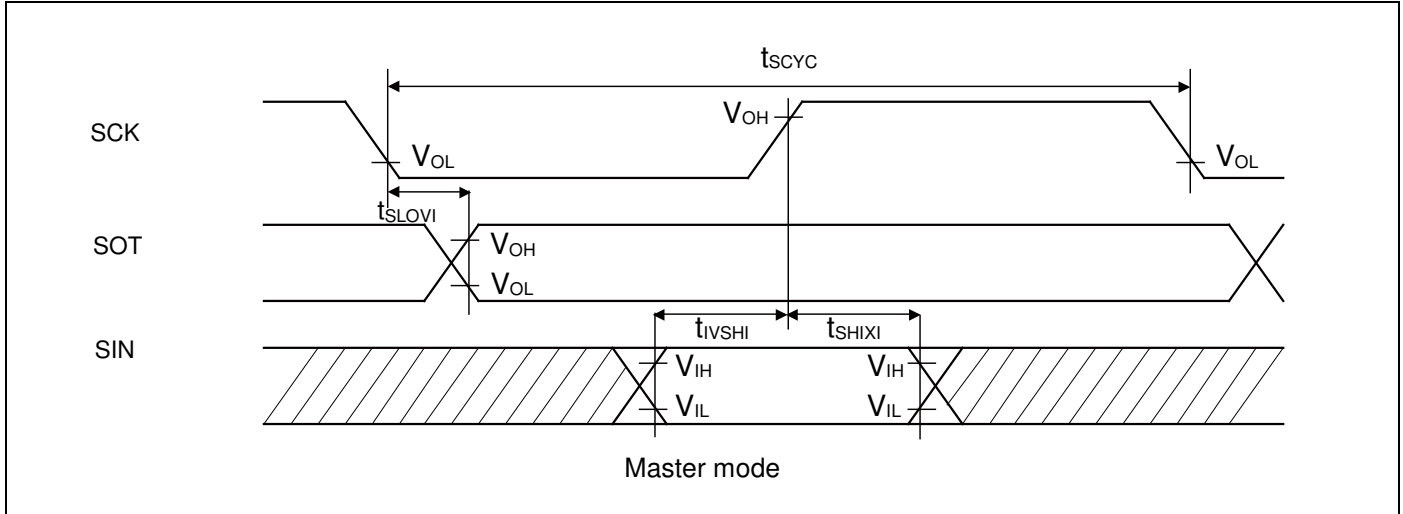 tSCYC
SCK
VOH
VOL
VOL
tSLOVI
SOT
VOH
VOL
tIVSHI
tSHIXI
SIN
VIH
VIH
VIL
VIL
Master mode